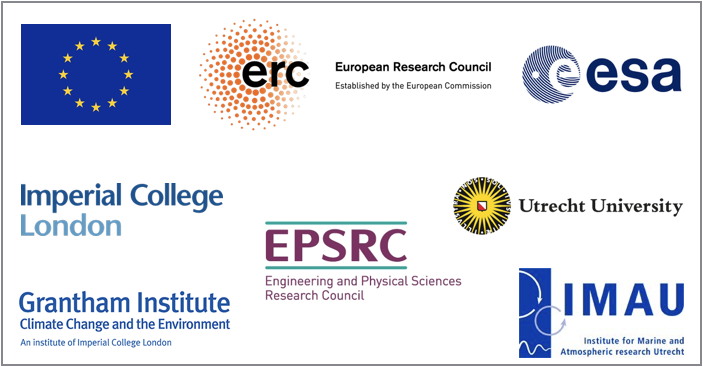 erc
European Research Council
Established by the European Commission
esa
Imperial College
London
Utrecht University
EPSRC
Engineering and Physical Sciences
Research Council
Grantham Institute
Climate Change and the Environment
An institute of Imperial College London
IMAU
Institute for Marine and
Atmospheric research Utrecht